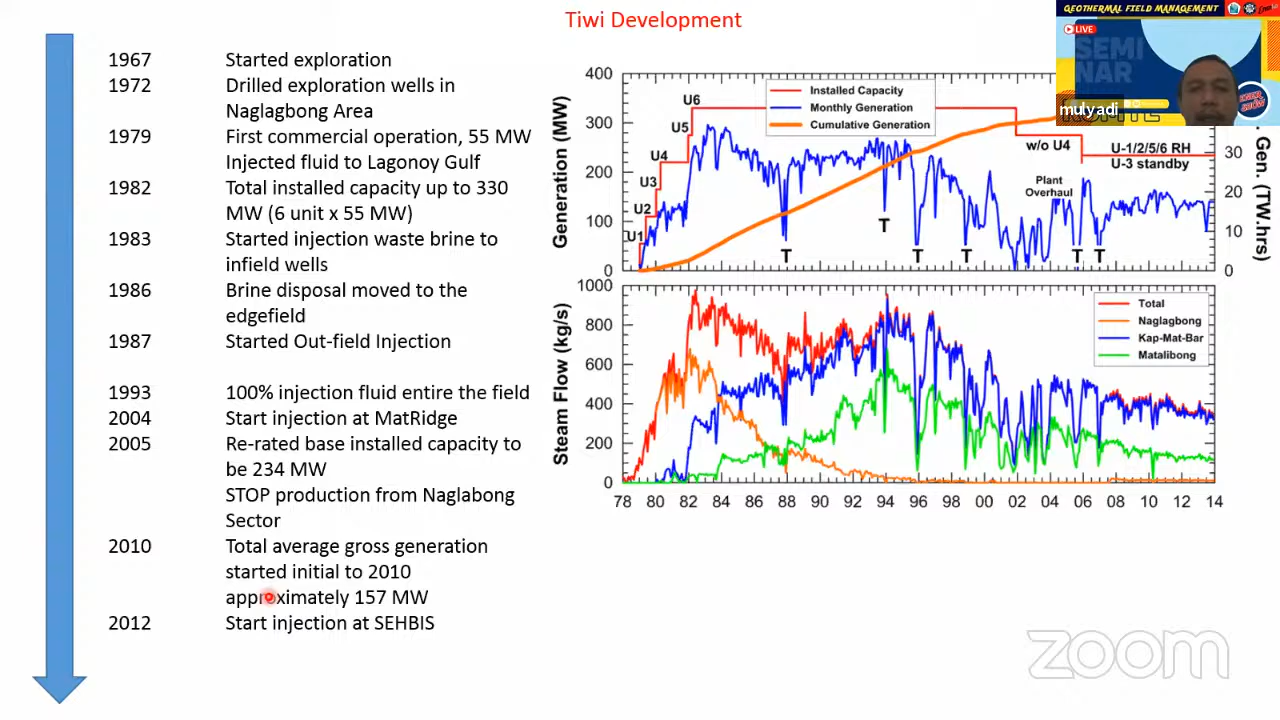 Tiwi Development
GEOTHERMAL FIELD MANAGEMENT
LIVE
SEMI
NAR
mulyadi
1967 Started exploration
1972 Drilled exploration wells in
Naglagbong Area
1979 First commercial operation, 55 MW
Injected fluid to Lagonoy Gulf
1982 Total installed capacity up to 330
MW (6 unit x 55 MW)
1983 Started injection waste brine to
infield wells
1986 Brine disposal moved to the
edgefield
1987 Started Out-field Injection
1993 100% injection fluid entire the field
2004 Start injection at MatRidge
2005 Re-rated base installed capacity to
be 234 MW
STOP production from Naglabong
Sector
2010 Total average gross generation
started initial to 2010
approximately 157 MW
2012 Start injection at SEHBIS
Generation (MW)
400
300
200
100
0
U1
U2
U3
U4
U5
U6
Installed Capacity
Monthly Generation
Cumulative Generation
w/o U4
U-1/2/5/6 RH
U-3 standby
Plant
Overhaul
T T T T T T
30
20
10
0
Gen. (TW.hrs)
Steam Flow (kg/s)
1000
800
600
400
200
0
Total
Naglagbong
Kap-Mat-Bar
Matalibong
78 80 82 84 86 88 90 92 94 96 98 00 02 04 06 08 10 12 14
zoom